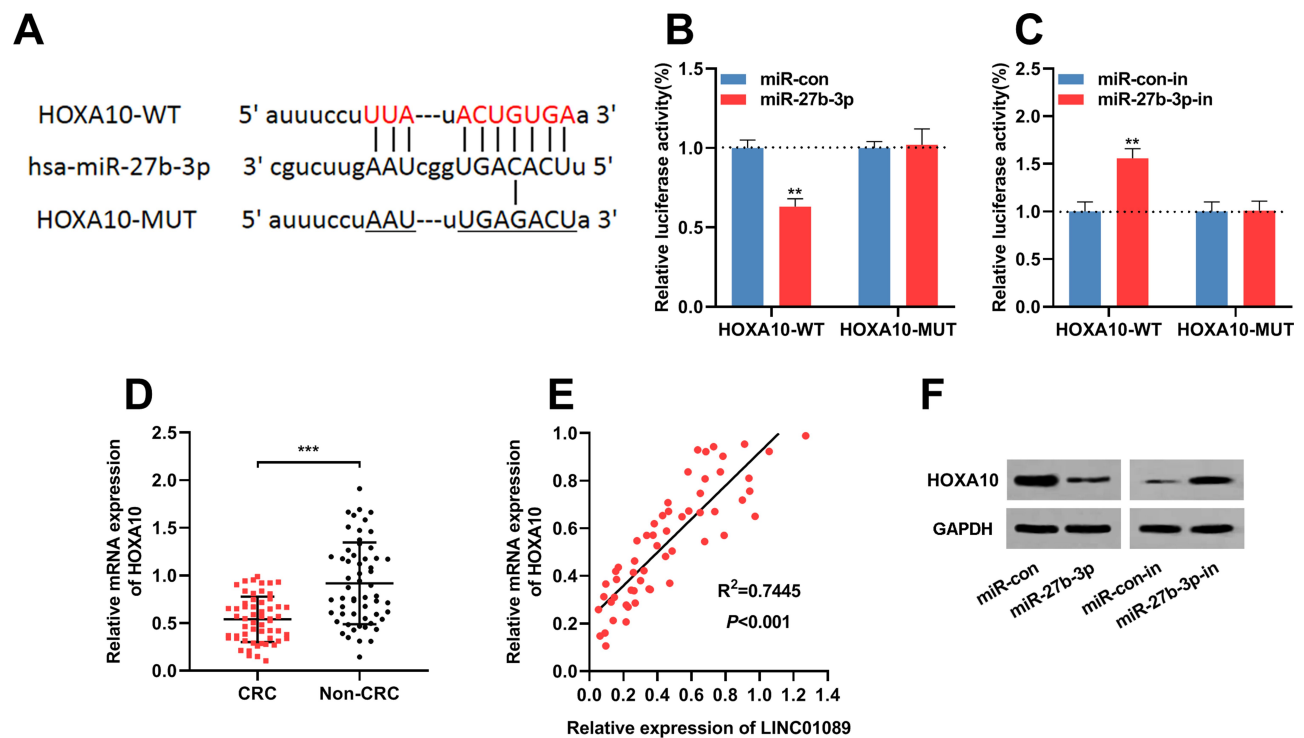 A
HOXA10-WT 5' auuuccuUUA---uACUGUGAa 3'
hsa-miR-27b-3p 3' cgucuugAAUcggUGACACUu 5'
HOXA10-MUT 5' auuuccuAAU---uUGAGACUa 3'
B
Relative luciferase activity(%)
1.5
1.0
0.5
0.0
miR-con
miR-27b-3p
**
HOXA10-WT HOXA10-MUT
C
Relative luciferase activity(%)
2.5
2.0
1.5
1.0
0.5
0.0
miR-con-in
miR-27b-3p-in
**
HOXA10-WT HOXA10-MUT
D
Relative mRNA expression
of HOXA10
2.5
2.0
1.5
1.0
0.5
0.0
***
CRC Non-CRC
E
Relative mRNA expression
of HOXA10
1.0
0.8
0.6
0.4
0.2
0.0
R²=0.7445
P<0.001
0.0 0.2 0.4 0.6 0.8 1.0 1.2 1.4
Relative expression of LINC01089
F
HOXA10
GAPDH
miR-con
miR-27b-3p
miR-con-in
miR-27b-3p-in